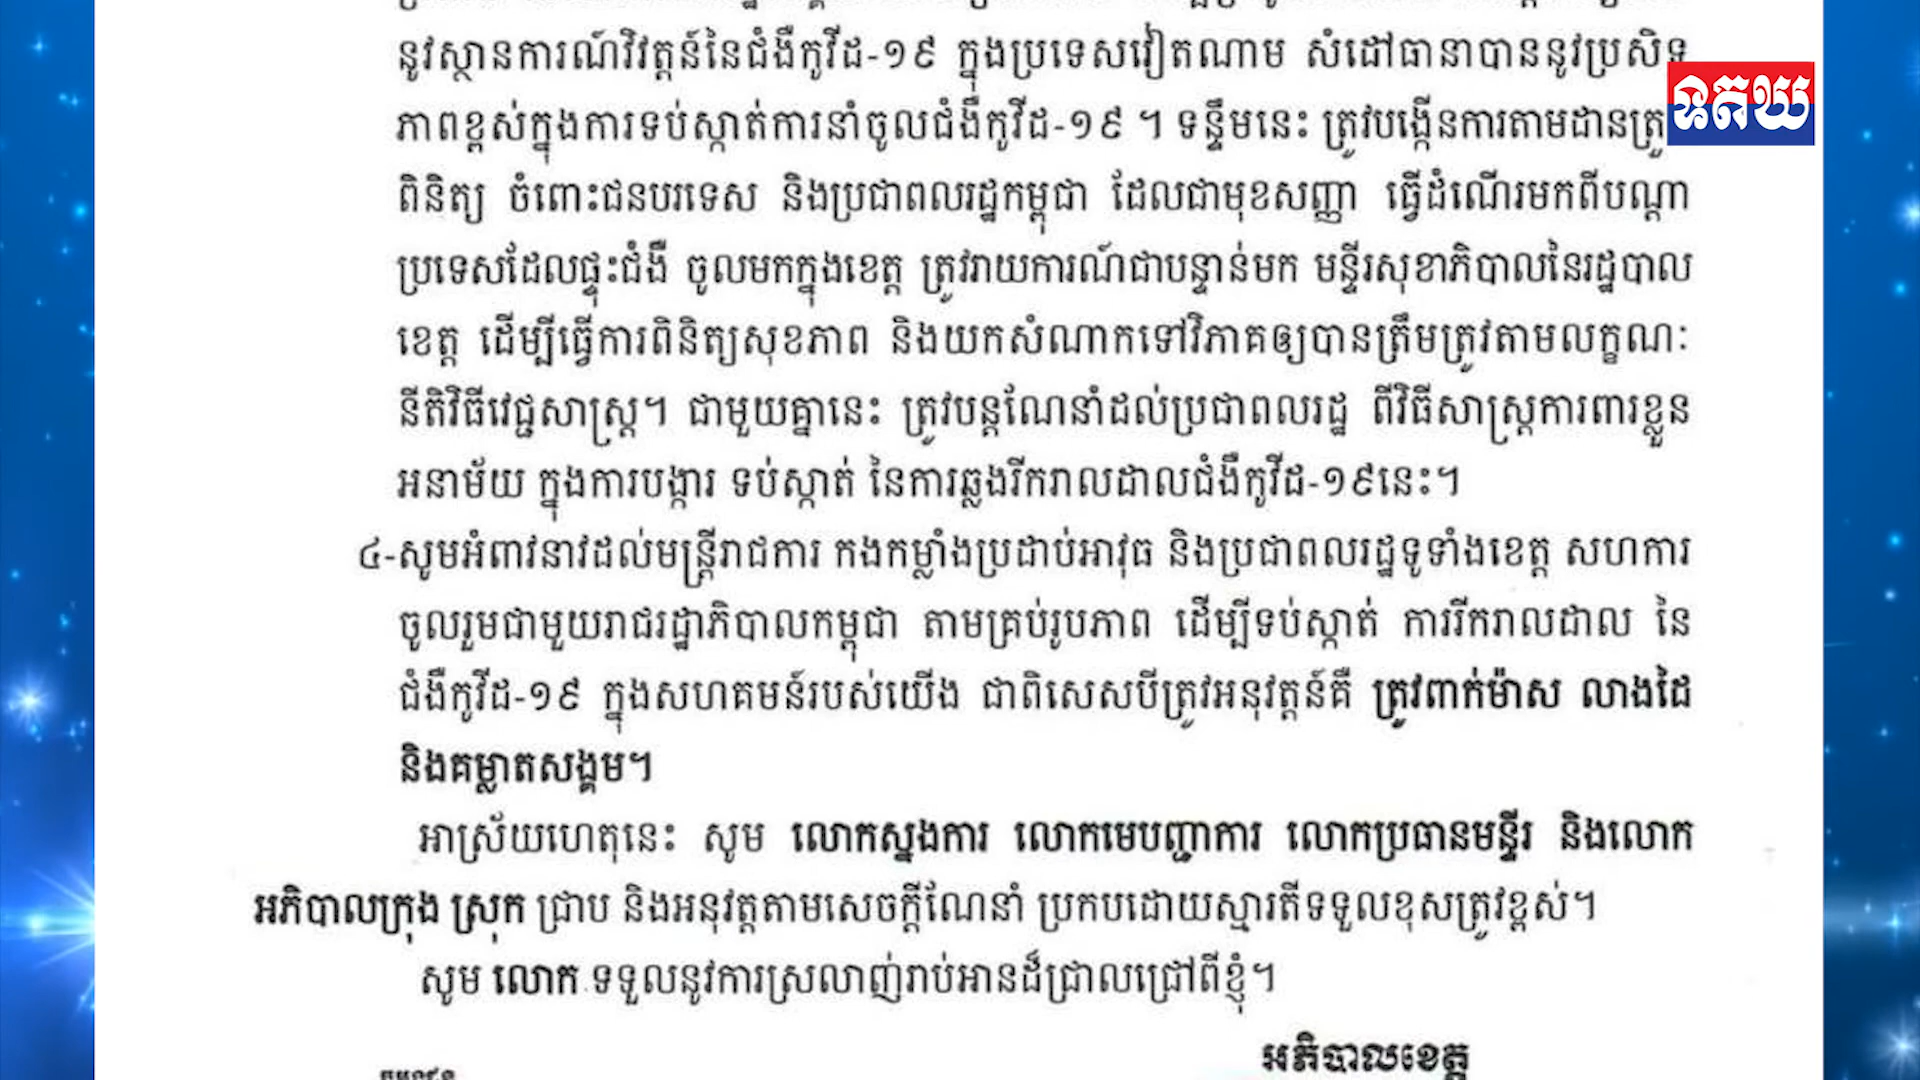 នូវស្ថានការណ៍វិវត្តន៍នៃជំងឺកូវីដ-១៩ ក្នុងប្រទេសវៀតណាម សំដៅធានាបាននូវប្រសិទ្ធ
ទតយ
ភាពខ្ពស់ក្នុងការទប់ស្កាត់ការនាំចូលជំងឺកូវីដ-១៩ ។ ទន្ទឹមនេះ ត្រូវបង្កើនការតាមដានត្រួត
ពិនិត្យ ចំពោះជនបរទេស និងប្រជាពលរដ្ឋកម្ពុជា ដែលជាមុខសញ្ញា ធ្វើដំណើរមកពីបណ្តា
ប្រទេសដែលផ្ទុះជំងឺ ចូលមកក្នុងខេត្ត ត្រូវរាយការណ៍ជាបន្ទាន់មក មន្ទីរសុខាភិបាលនៃរដ្ឋបាល
ខេត្ត ដើម្បីធ្វើការពិនិត្យសុខភាព និងយកសំណាកទៅវិភាគឲ្យបានត្រឹមត្រូវតាមលក្ខណៈ
នីតិវិធីវេជ្ជសាស្ត្រ។ ជាមួយគ្នានេះ ត្រូវបន្តណែនាំដល់ប្រជាពលរដ្ឋ ពីវិធីសាស្ត្រការពារខ្លួន
អនាម័យ ក្នុងការបង្ការ ទប់ស្កាត់ នៃការឆ្លងរីករាលដាលជំងឺកូវីដ-១៩នេះ។
៤-សូមអំពាវនាវដល់មន្ត្រីរាជការ កងកម្លាំងប្រដាប់អាវុធ និងប្រជាពលរដ្ឋទូទាំងខេត្ត សហការ
ចូលរួមជាមួយរាជរដ្ឋាភិបាលកម្ពុជា តាមគ្រប់រូបភាព ដើម្បីទប់ស្កាត់ ការរីករាលដាល នៃ
ជំងឺកូវីដ-១៩ ក្នុងសហគមន៍របស់យើង ជាពិសេសបីត្រូវអនុវត្តន៍គឺ ត្រូវពាក់ម៉ាស លាងដៃ
និងគម្លាតសង្គម។
អាស្រ័យហេតុនេះ សូម លោកស្នងការ លោកមេបញ្ជាការ លោកប្រធានមន្ទីរ និងលោក
អភិបាលក្រុង ស្រុក ជ្រាប និងអនុវត្តតាមសេចក្តីណែនាំ ប្រកបដោយស្មារតីទទួលខុសត្រូវខ្ពស់។
សូម លោក ទទួលនូវការស្រលាញ់រាប់អានដ៏ជ្រាលជ្រៅពីខ្ញុំ។
អភិបាលខេត្ត